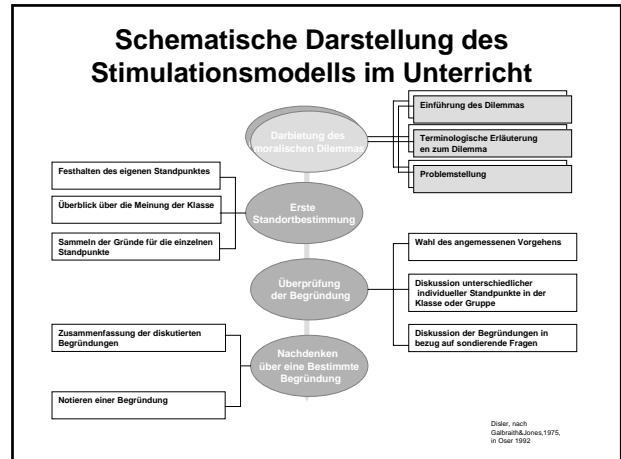 Schematische Darstellung des
Stimulationsmodells im Unterricht
Darbietung des
moralischen Dilemmas
Einführung des Dilemmas
Terminologische Erläuterung
en zum Dilemma
Problemstellung
Erste
Standortbestimmung
Festhalten des eigenen Standpunktes
Überblick über die Meinung der Klasse
Sammeln der Gründe für die einzelnen
Standpunkte
Überprüfung
der Begründung
Wahl des angemessenen Vorgehens
Diskussion unterschiedlicher
individueller Standpunkte in der
Klasse oder Gruppe
Diskussion der Begründungen in
bezug auf sondierende Fragen
Nachdenken
über eine Bestimmte
Begründung
Zusammenfassung der diskutierten
Begründungen
Notieren einer Begründung
Disler, nach
Galbraith&Jones,1975,
in Oser 1992